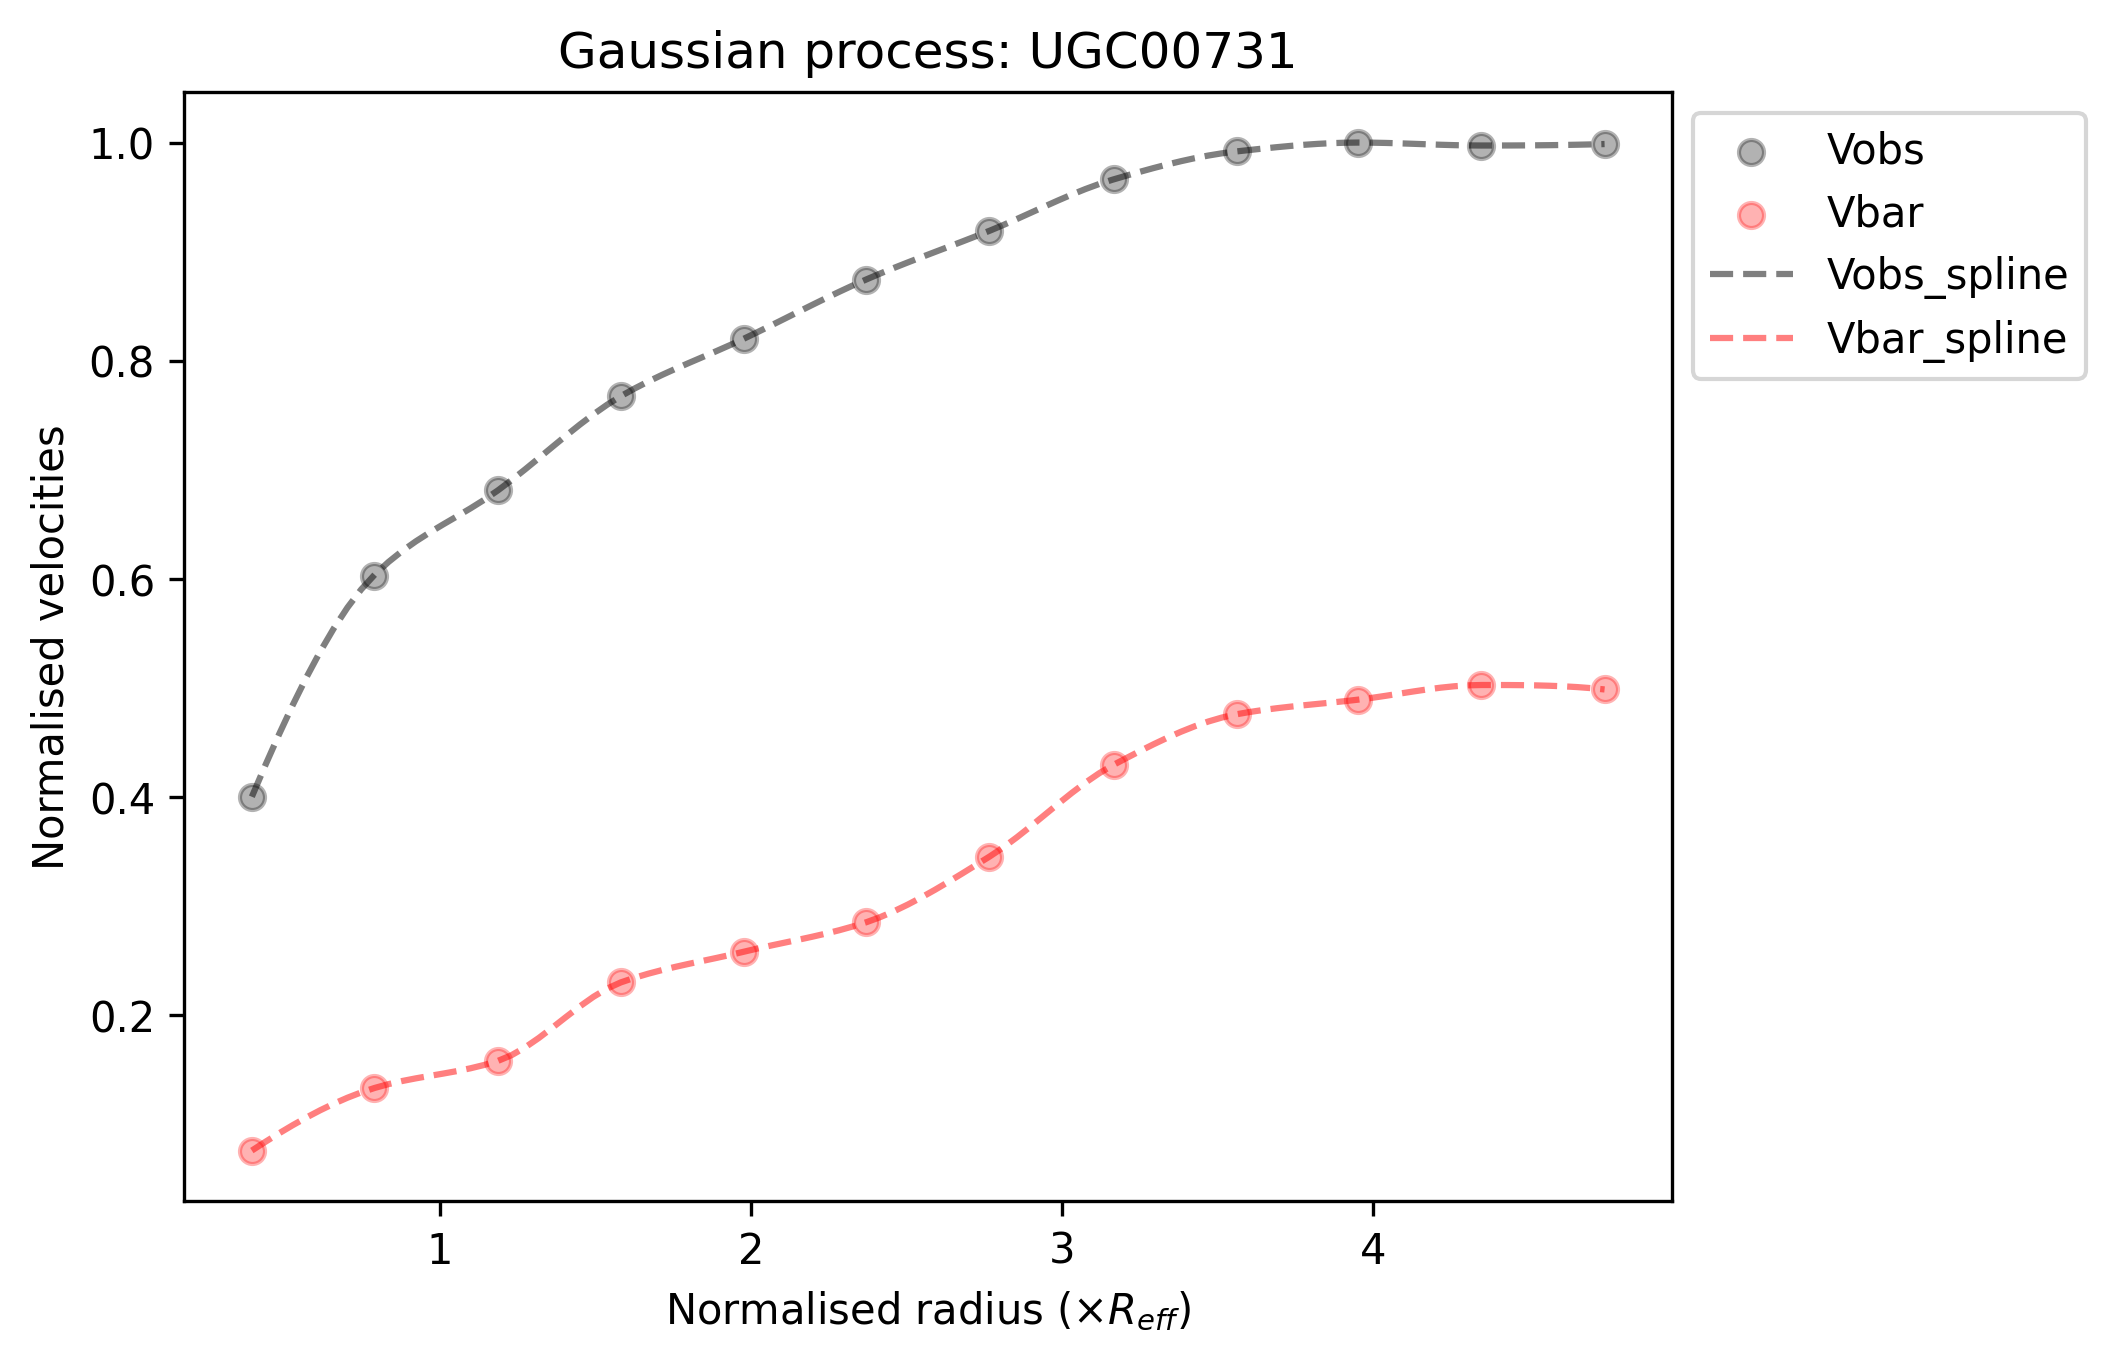 Gaussian process: UGC00731
1.0
0.8
0.6
0.4
0.2
Normalised velocities
1 2 3 4
Normalised radius (×R_eff)
Vobs
Vbar
Vobs_spline
Vbar_spline